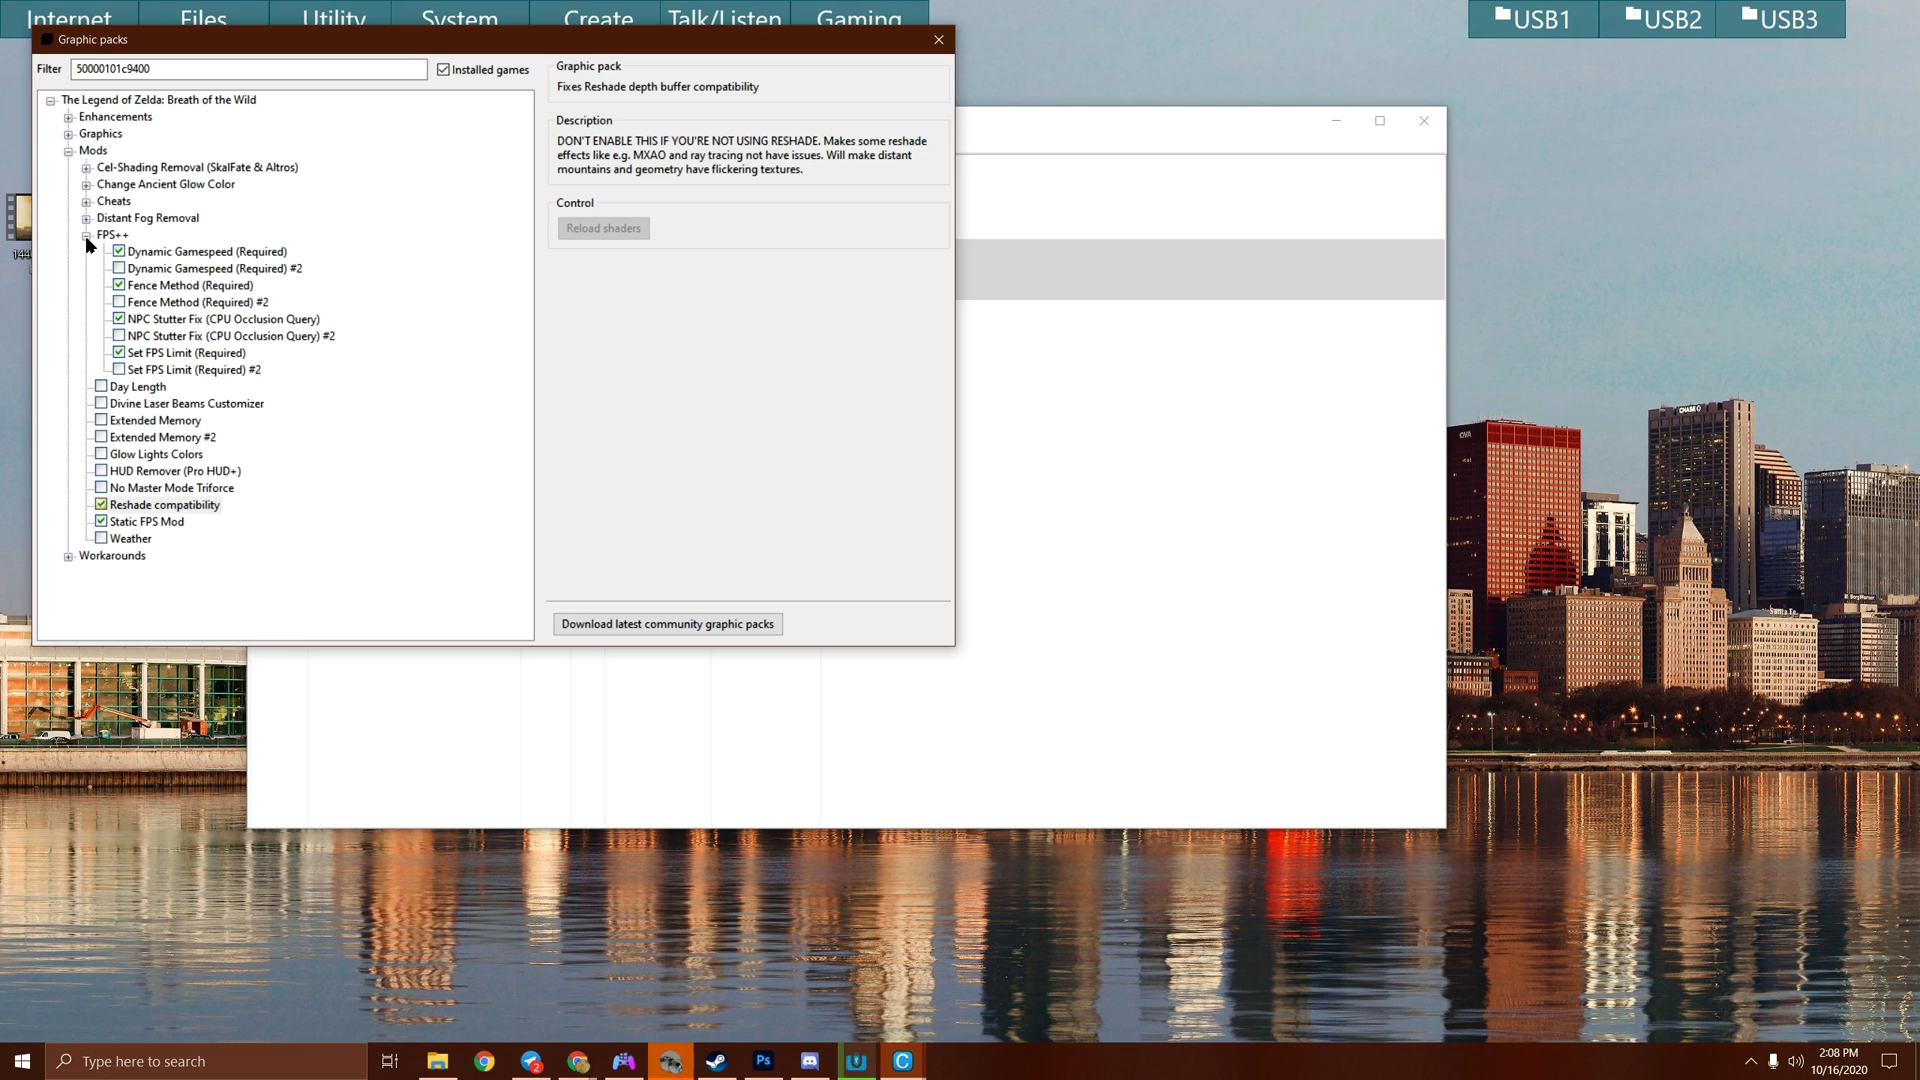 Internet Files Utility System Create Talk/Listen Gaming USB1 USB2 USB3
Graphic packs
Filter 50000101c9400 Installed games
The Legend of Zelda: Breath of the Wild
Enhancements
Graphics
Mods
Cel-Shading Removal (SkalFate & Altros)
Change Ancient Glow Color
Cheats
Distant Fog Removal
FPS++
Dynamic Gamespeed (Required)
Dynamic Gamespeed (Required) #2
Fence Method (Required)
Fence Method (Required) #2
NPC Stutter Fix (CPU Occlusion Query)
NPC Stutter Fix (CPU Occlusion Query) #2
Set FPS Limit (Required)
Set FPS Limit (Required) #2
Day Length
Divine Laser Beams Customizer
Extended Memory
Extended Memory #2
Glow Lights Colors
HUD Remover (Pro HUD+)
No Master Mode Triforce
Reshade compatibility
Static FPS Mod
Weather
Workarounds
Graphic pack
Fixes Reshade depth buffer compatibility
Description
DON'T ENABLE THIS IF YOU'RE NOT USING RESHADE. Makes some reshade
effects like e.g. MXAO and ray tracing not have issues. Will make distant
mountains and geometry have flickering textures.
Control
Reload shaders
Download latest community graphic packs
144
CHASE
CNA
Santa Fe
Type here to search
2
Ps
C
2:08 PM
10/16/2020